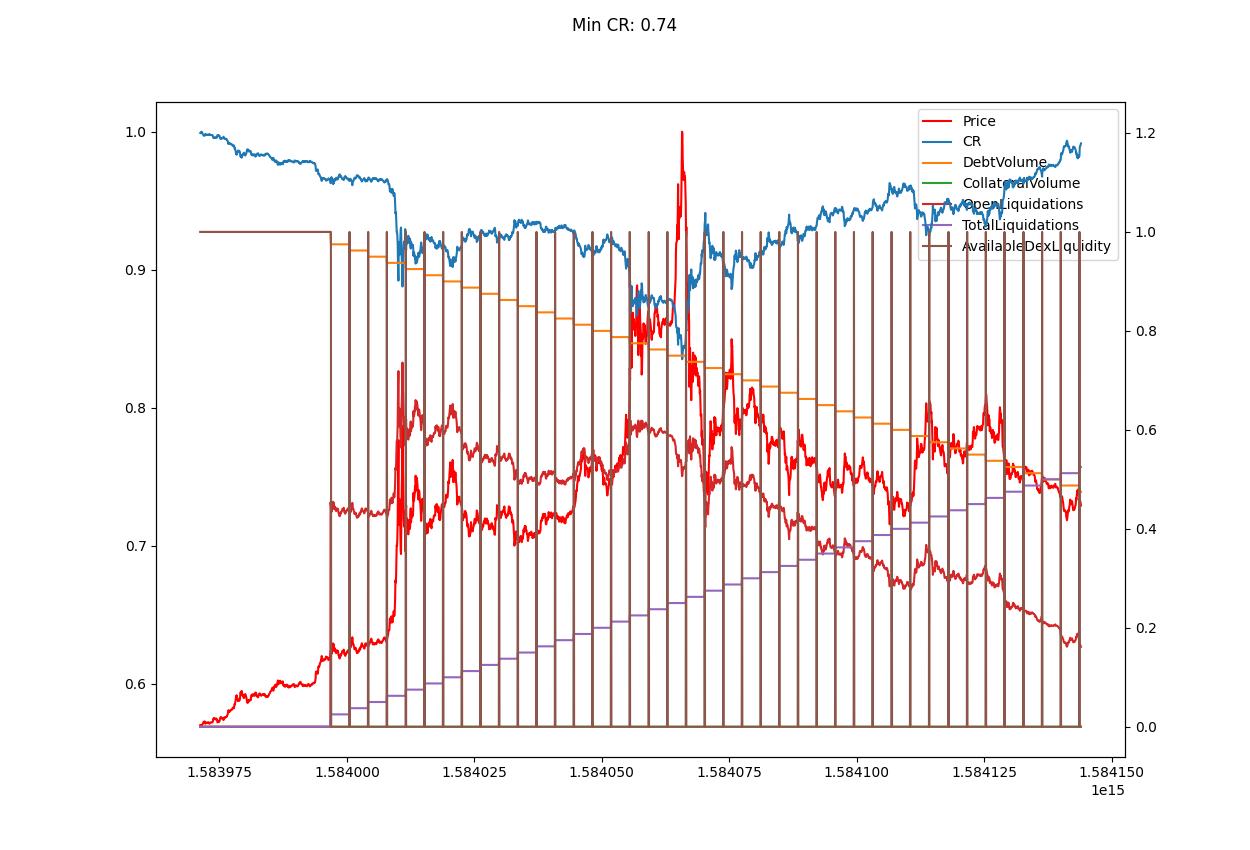 Min CR: 0.74
1.0
0.9
0.8
0.7
0.6
1.2
1.0
0.8
0.6
0.4
0.2
0.0
Price
CR
DebtVolume
CollateralVolume
OpenLiquidations
TotalLiquidations
AvailableDexLiquidity
1.583975 1.584000 1.584025 1.584050 1.584075 1.584100 1.584125 1.584150
1e15